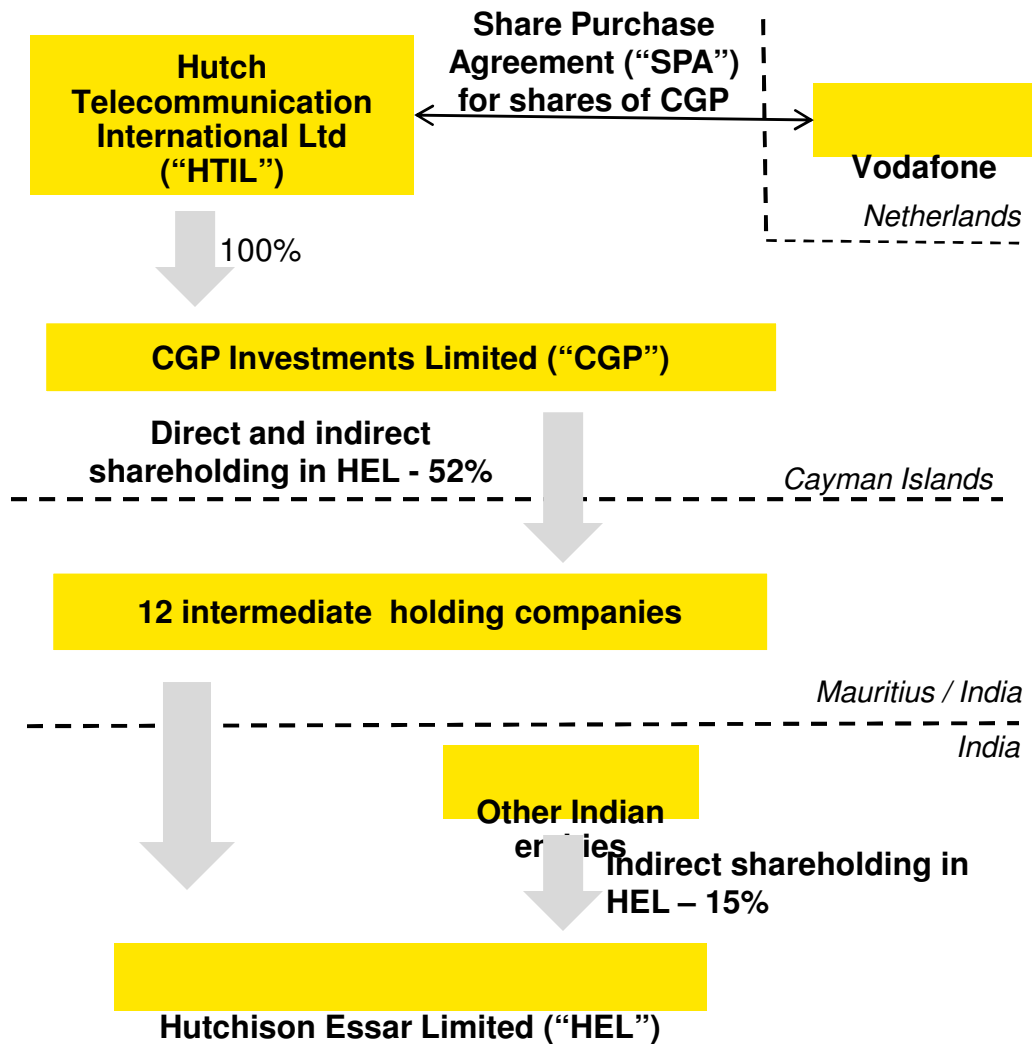 Hutch
Telecommunication
International Ltd
(“HTIL”)
Share Purchase
Agreement (“SPA”)
for shares of CGP
Vodafone
Netherlands
100%
CGP Investments Limited (“CGP”)
Direct and indirect
shareholding in HEL - 52%
Cayman Islands
12 intermediate holding companies
Mauritius / India
India
Other Indian
entities
Indirect shareholding in
HEL – 15%
Hutchison Essar Limited (“HEL”)